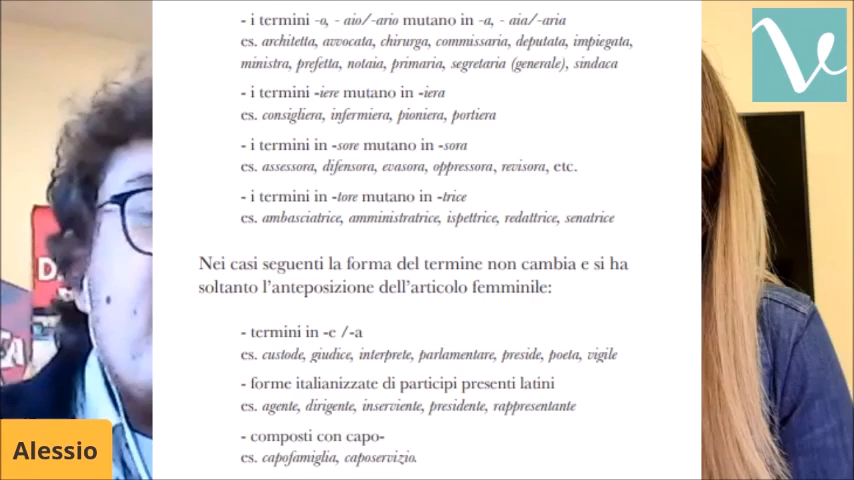 - i termini -o, - aio/-ario mutano in -a, - aia/-aria
es. architetta, avvocata, chirurga, commissaria, deputata, impiegata,
ministra, prefetta, notaia, primaria, segretaria (generale), sindaca
- i termini -iere mutano in -iera
es. consigliera, infermiera, pioniera, portiera
- i termini in -sore mutano in -sora
es. assessora, difensora, evasora, oppressora, revisora, etc.
- i termini in -tore mutano in -trice
es. ambasciatrice, amministratrice, ispettrice, redattrice, senatrice
Nei casi seguenti la forma del termine non cambia e si ha
soltanto l'anteposizione dell'articolo femminile:
- termini in -e /-a
es. custode, giudice, interprete, parlamentare, preside, poeta, vigile
- forme italianizzate di participi presenti latini
es. agente, dirigente, inserviente, presidente, rappresentante
- composti con capo-
es. capofamiglia, caposervizio.
Alessio